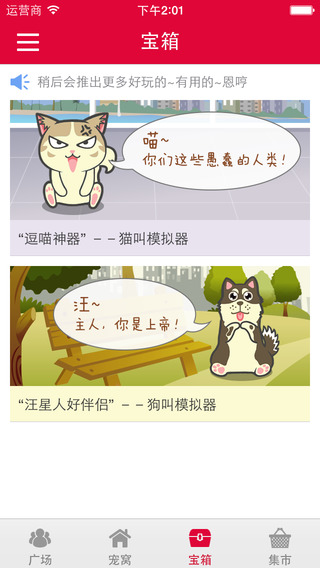 运营商 下午2:01
宝箱
稍后会推出更多好玩的~有用的~恩哼
喵~
你们这些愚蠢的人类!
“逗喵神器”--猫叫模拟器
汪~
主人,你是上帝!
“汪星人好伴侣”--狗叫模拟器
广场 宠窝 宝箱 集市